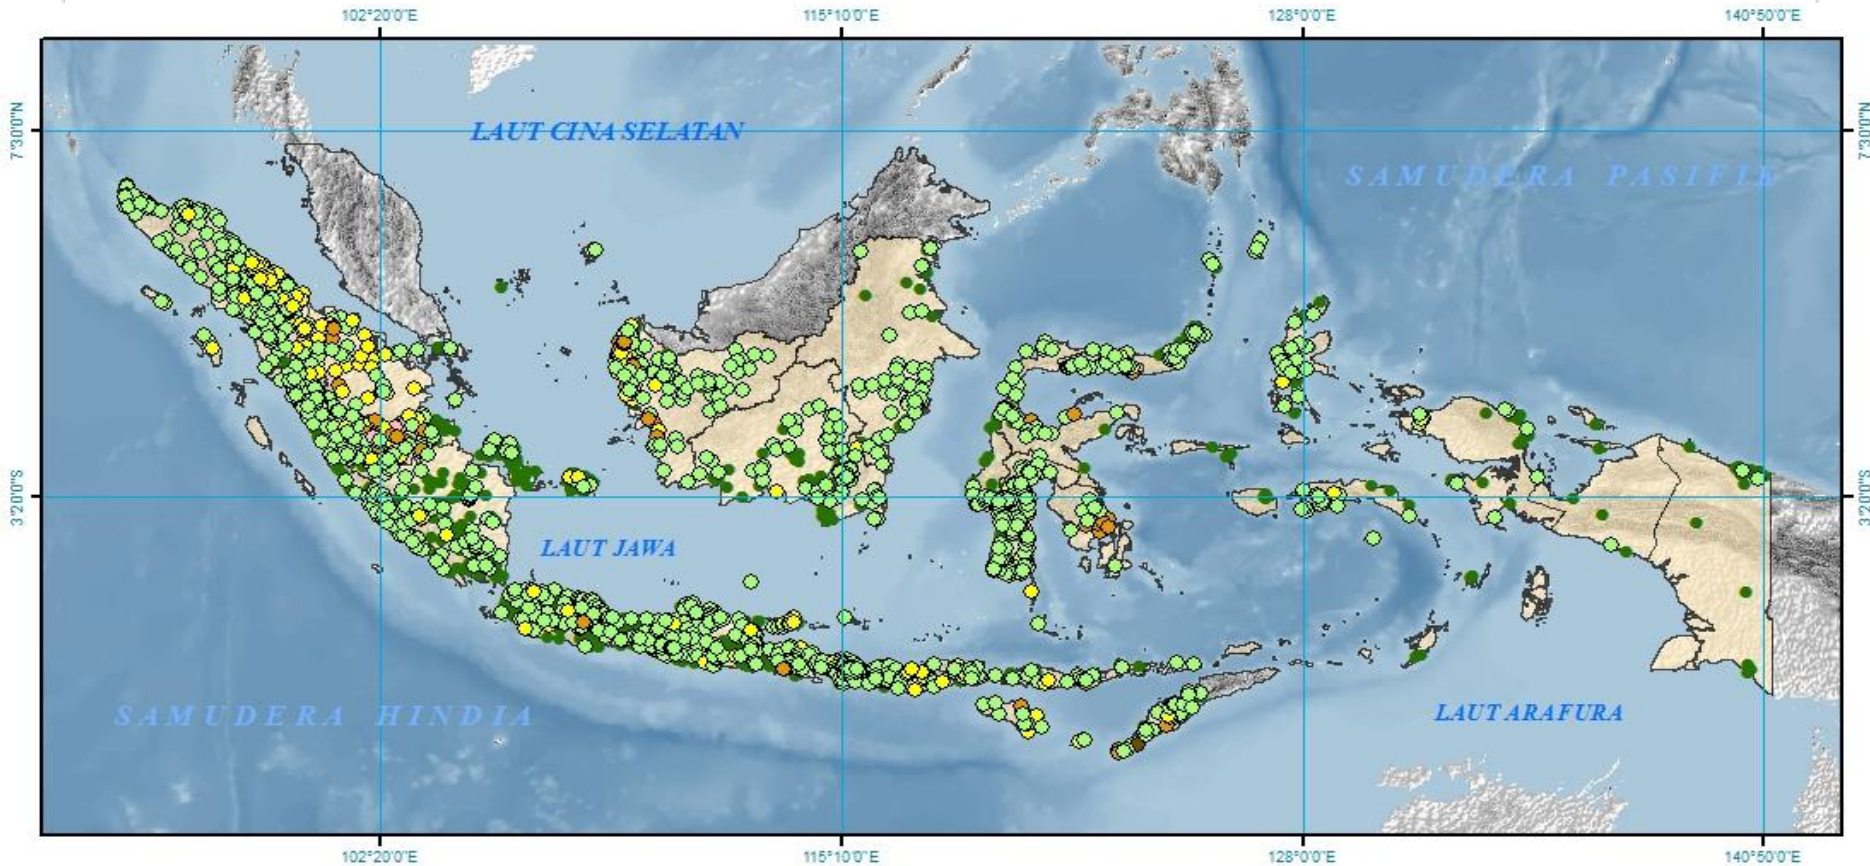 102°20'0"E 115°10'0"E 128°0'0"E 140°50'0"E
7°30'0"N 7°30'0"N
LAUT CINA SELATAN
SAMUDERA PASIFIK
3°20'0"S 3°20'0"S
LAUT JAWA
SAMUDERA HINDIA
LAUT ARAFURA
102°20'0"E 115°10'0"E 128°0'0"E 140°50'0"E